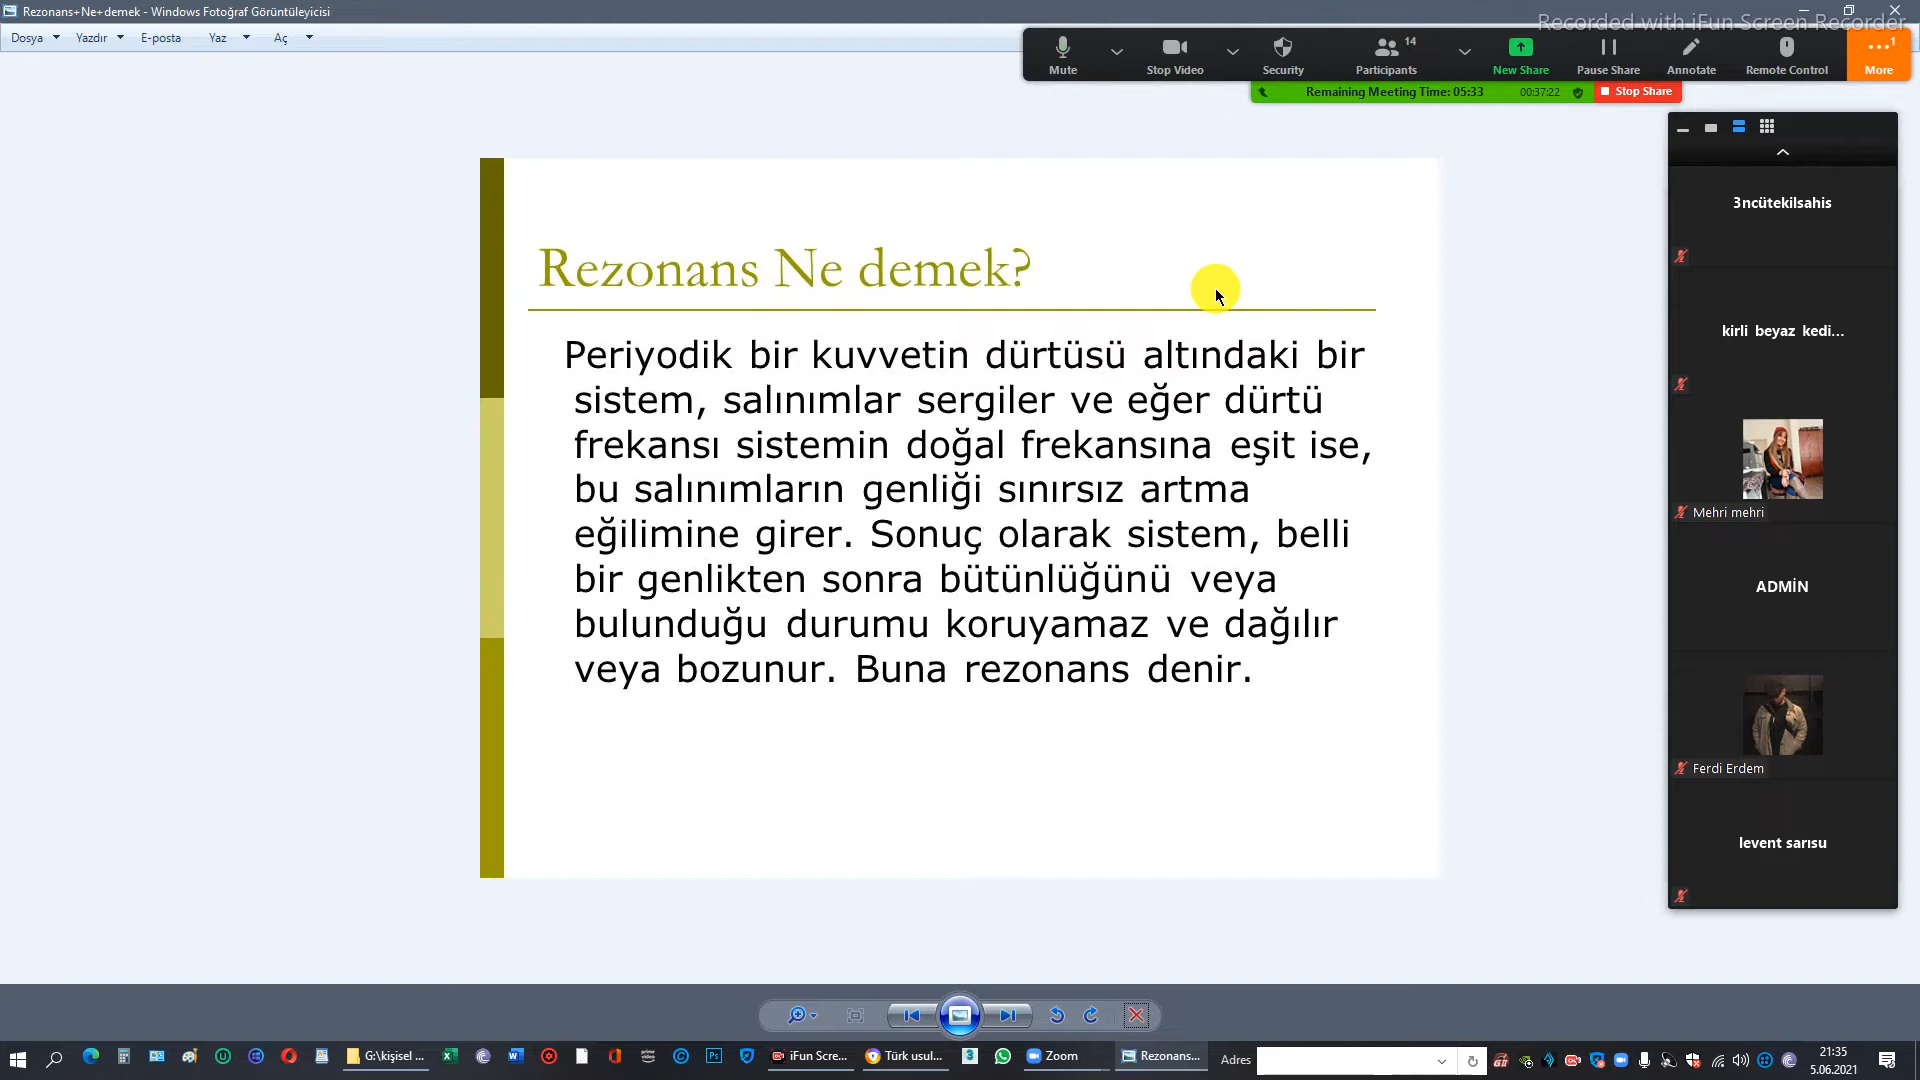 Rezonans+Ne+demek - Windows Fotoğraf Görüntüleyicisi
Recorded with iFun Screen Recorder
Dosya Yazdır E-posta Yaz Aç
Mute Stop Video Security Participants 14 New Share Pause Share Annotate Remote Control More 1
Remaining Meeting Time: 05:33 00:37:22 Stop Share
3ncütekilsahis
kirli beyaz kedi...
Mehri mehri
ADMİN
Ferdi Erdem
levent sarısu
Rezonans Ne demek?
Periyodik bir kuvvetin dürtüsü altındaki bir
sistem, salınımlar sergiler ve eğer dürtü
frekansı sistemin doğal frekansına eşit ise,
bu salınımların genliği sınırsız artma
eğilimine girer. Sonuç olarak sistem, belli
bir genlikten sonra bütünlüğünü veya
bulunduğu durumu koruyamaz ve dağılır
veya bozunur. Buna rezonans denir.
G:\kişisel ... iFun Scre... Türk usul... Zoom Rezonans... Adres
21:35
5.06.2021